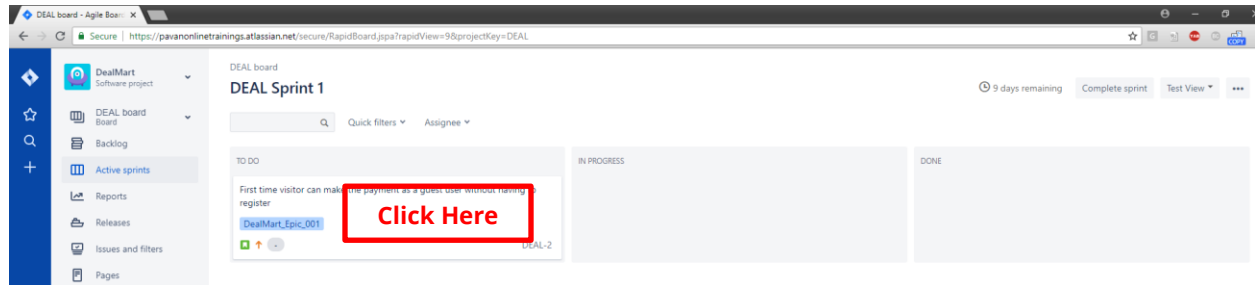 DEAL board - Agile Boar
Secure | https://pavanonlinetrainings.atlassian.net/secure/RapidBoard.jspa?rapidView=9&projectKey=DEAL
COPY
DealMart
Software project
DEAL board
Board
Backlog
Active sprints
Reports
Releases
Issues and filters
Pages
DEAL board
DEAL Sprint 1
9 days remaining
Complete sprint
Test View
Quick filters
Assignee
TO DO
IN PROGRESS
DONE
First time visitor can make the payment as a guest user without having to
register
DealMart_Epic_001
Click Here
-
DEAL-2